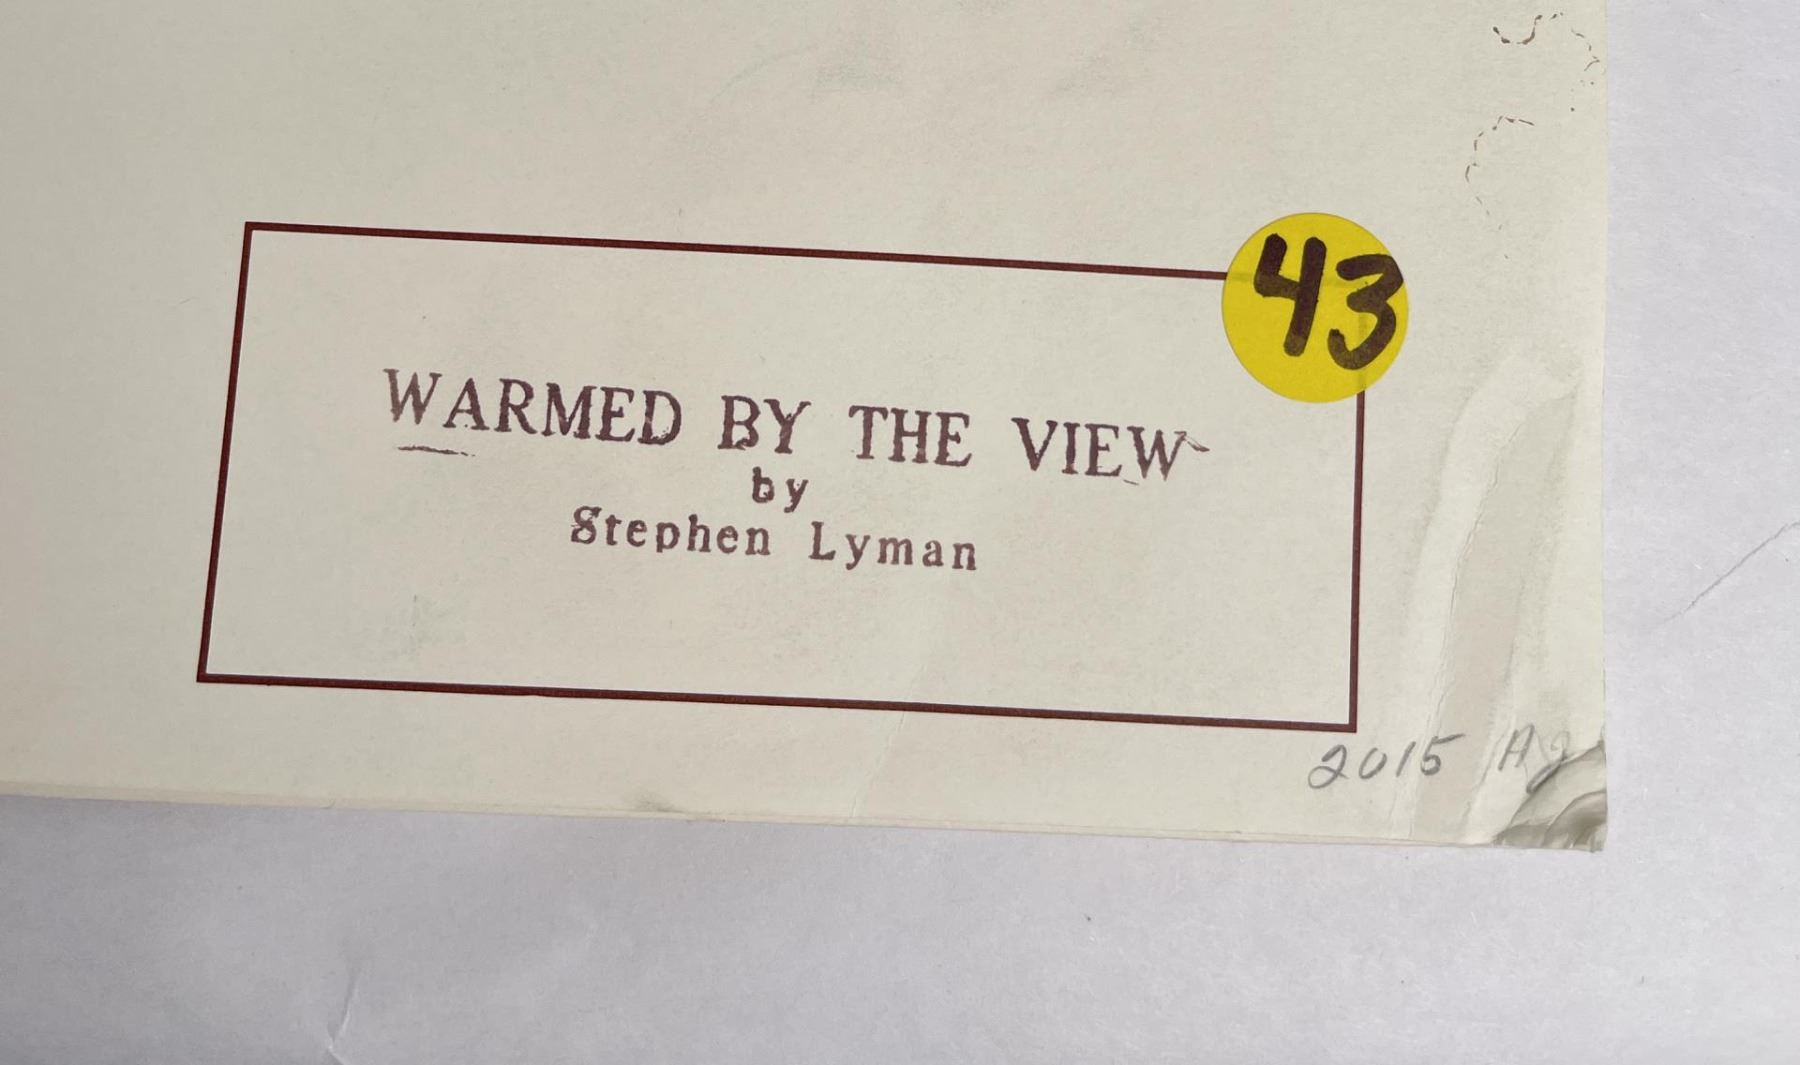 43
WARMED BY THE VIEW
by
Stephen Lyman
2015